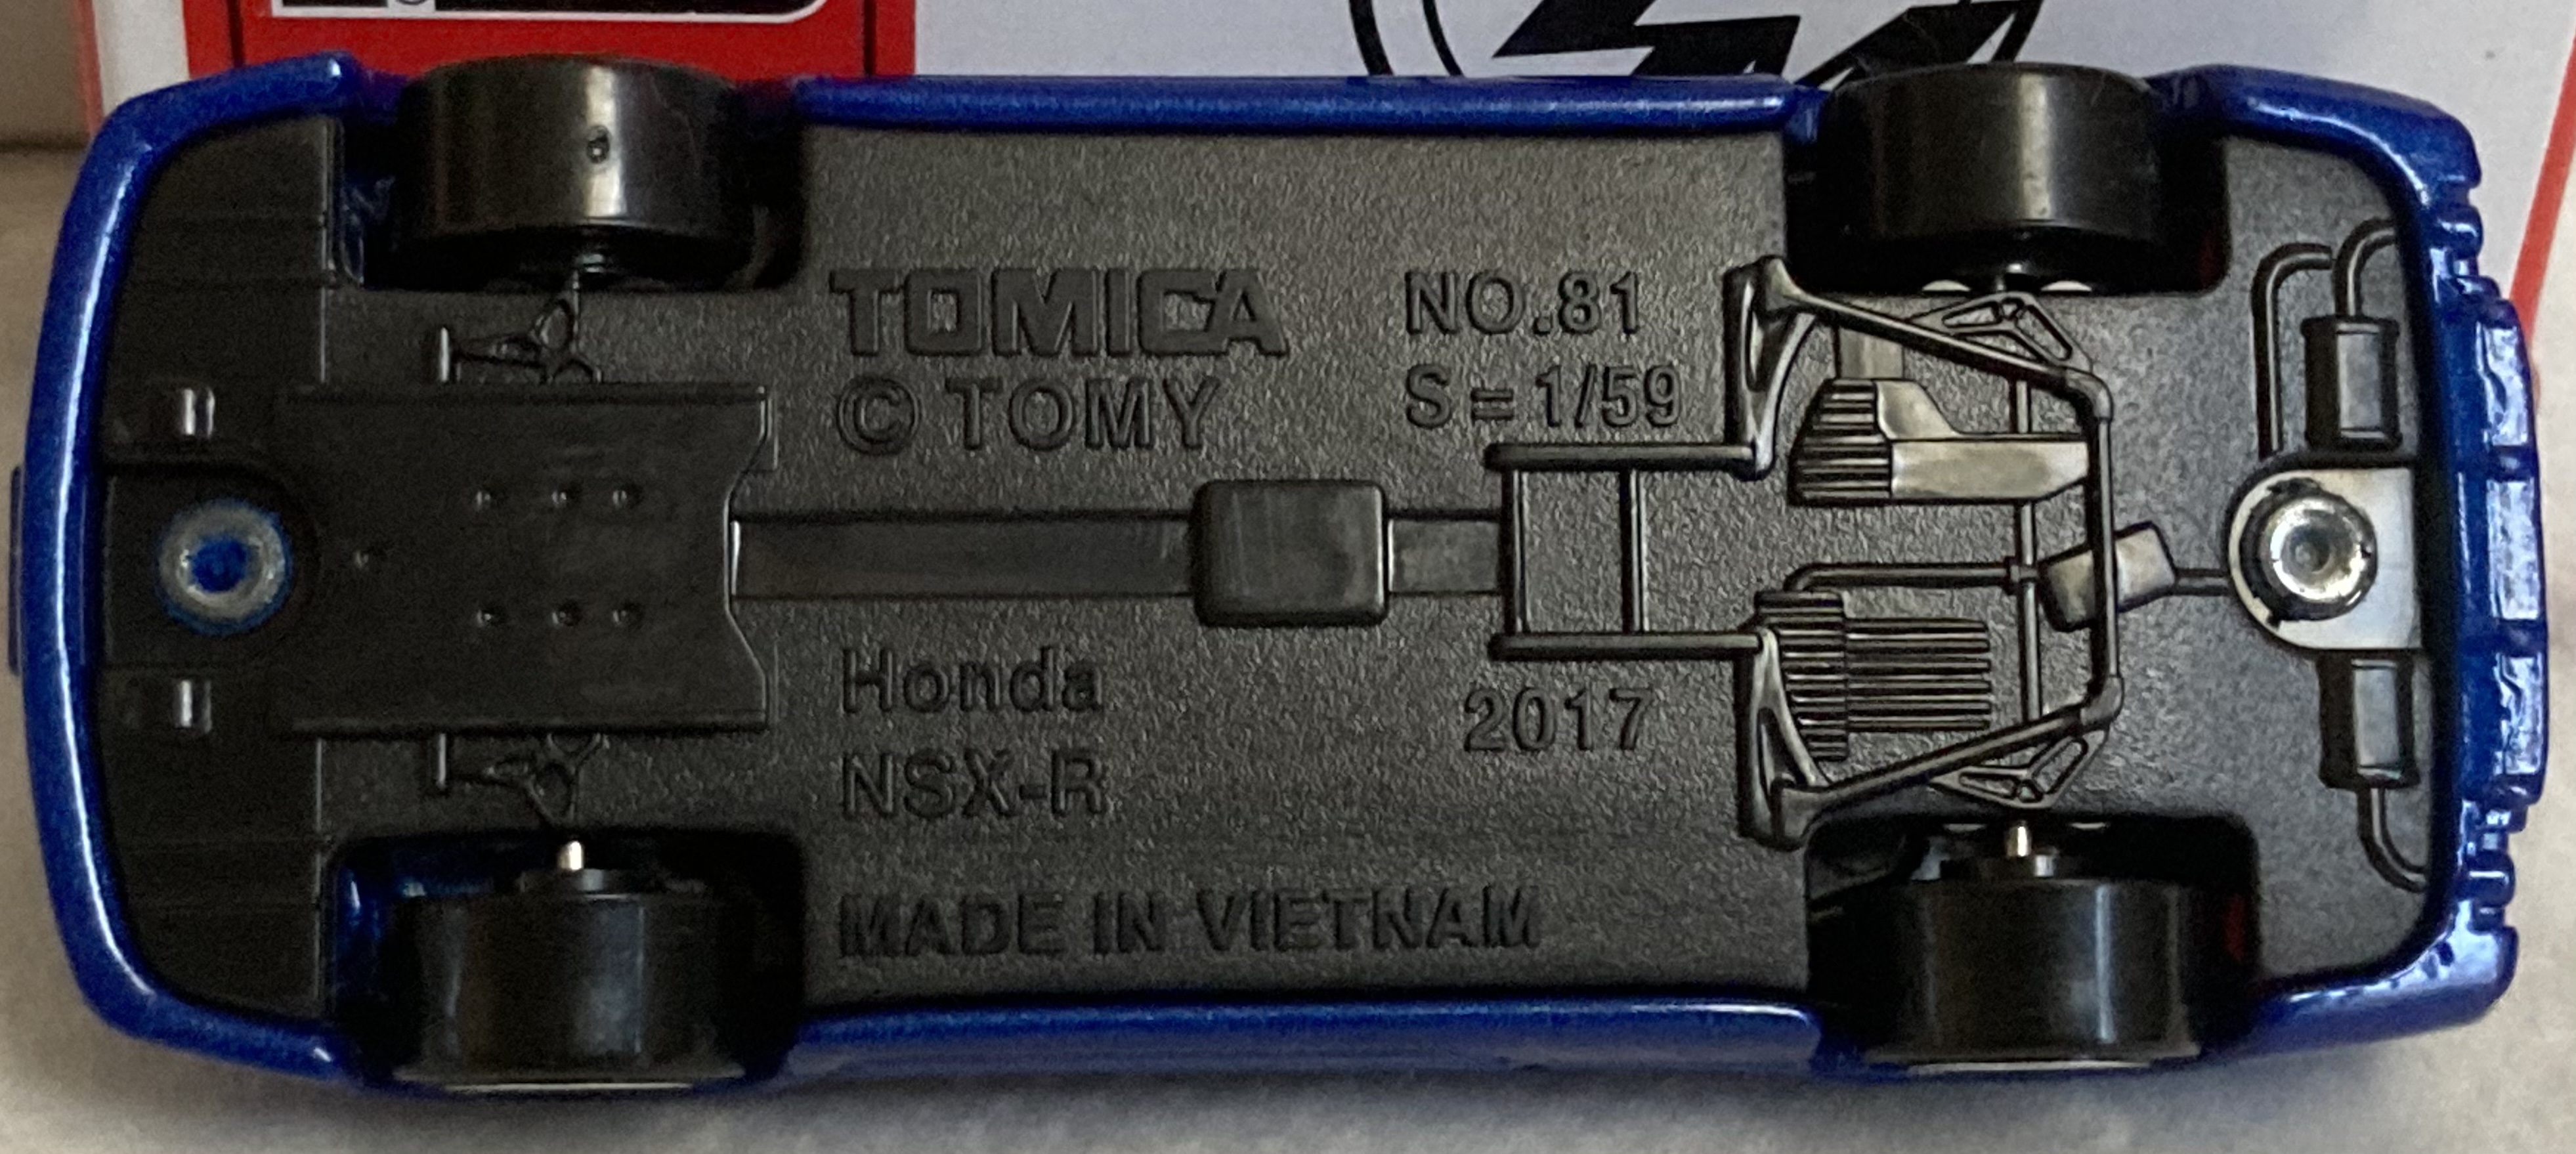 TOMICA
© TOMY
NO.81
S=1/59
Honda
NSX-R
2017
MADE IN VIETNAM